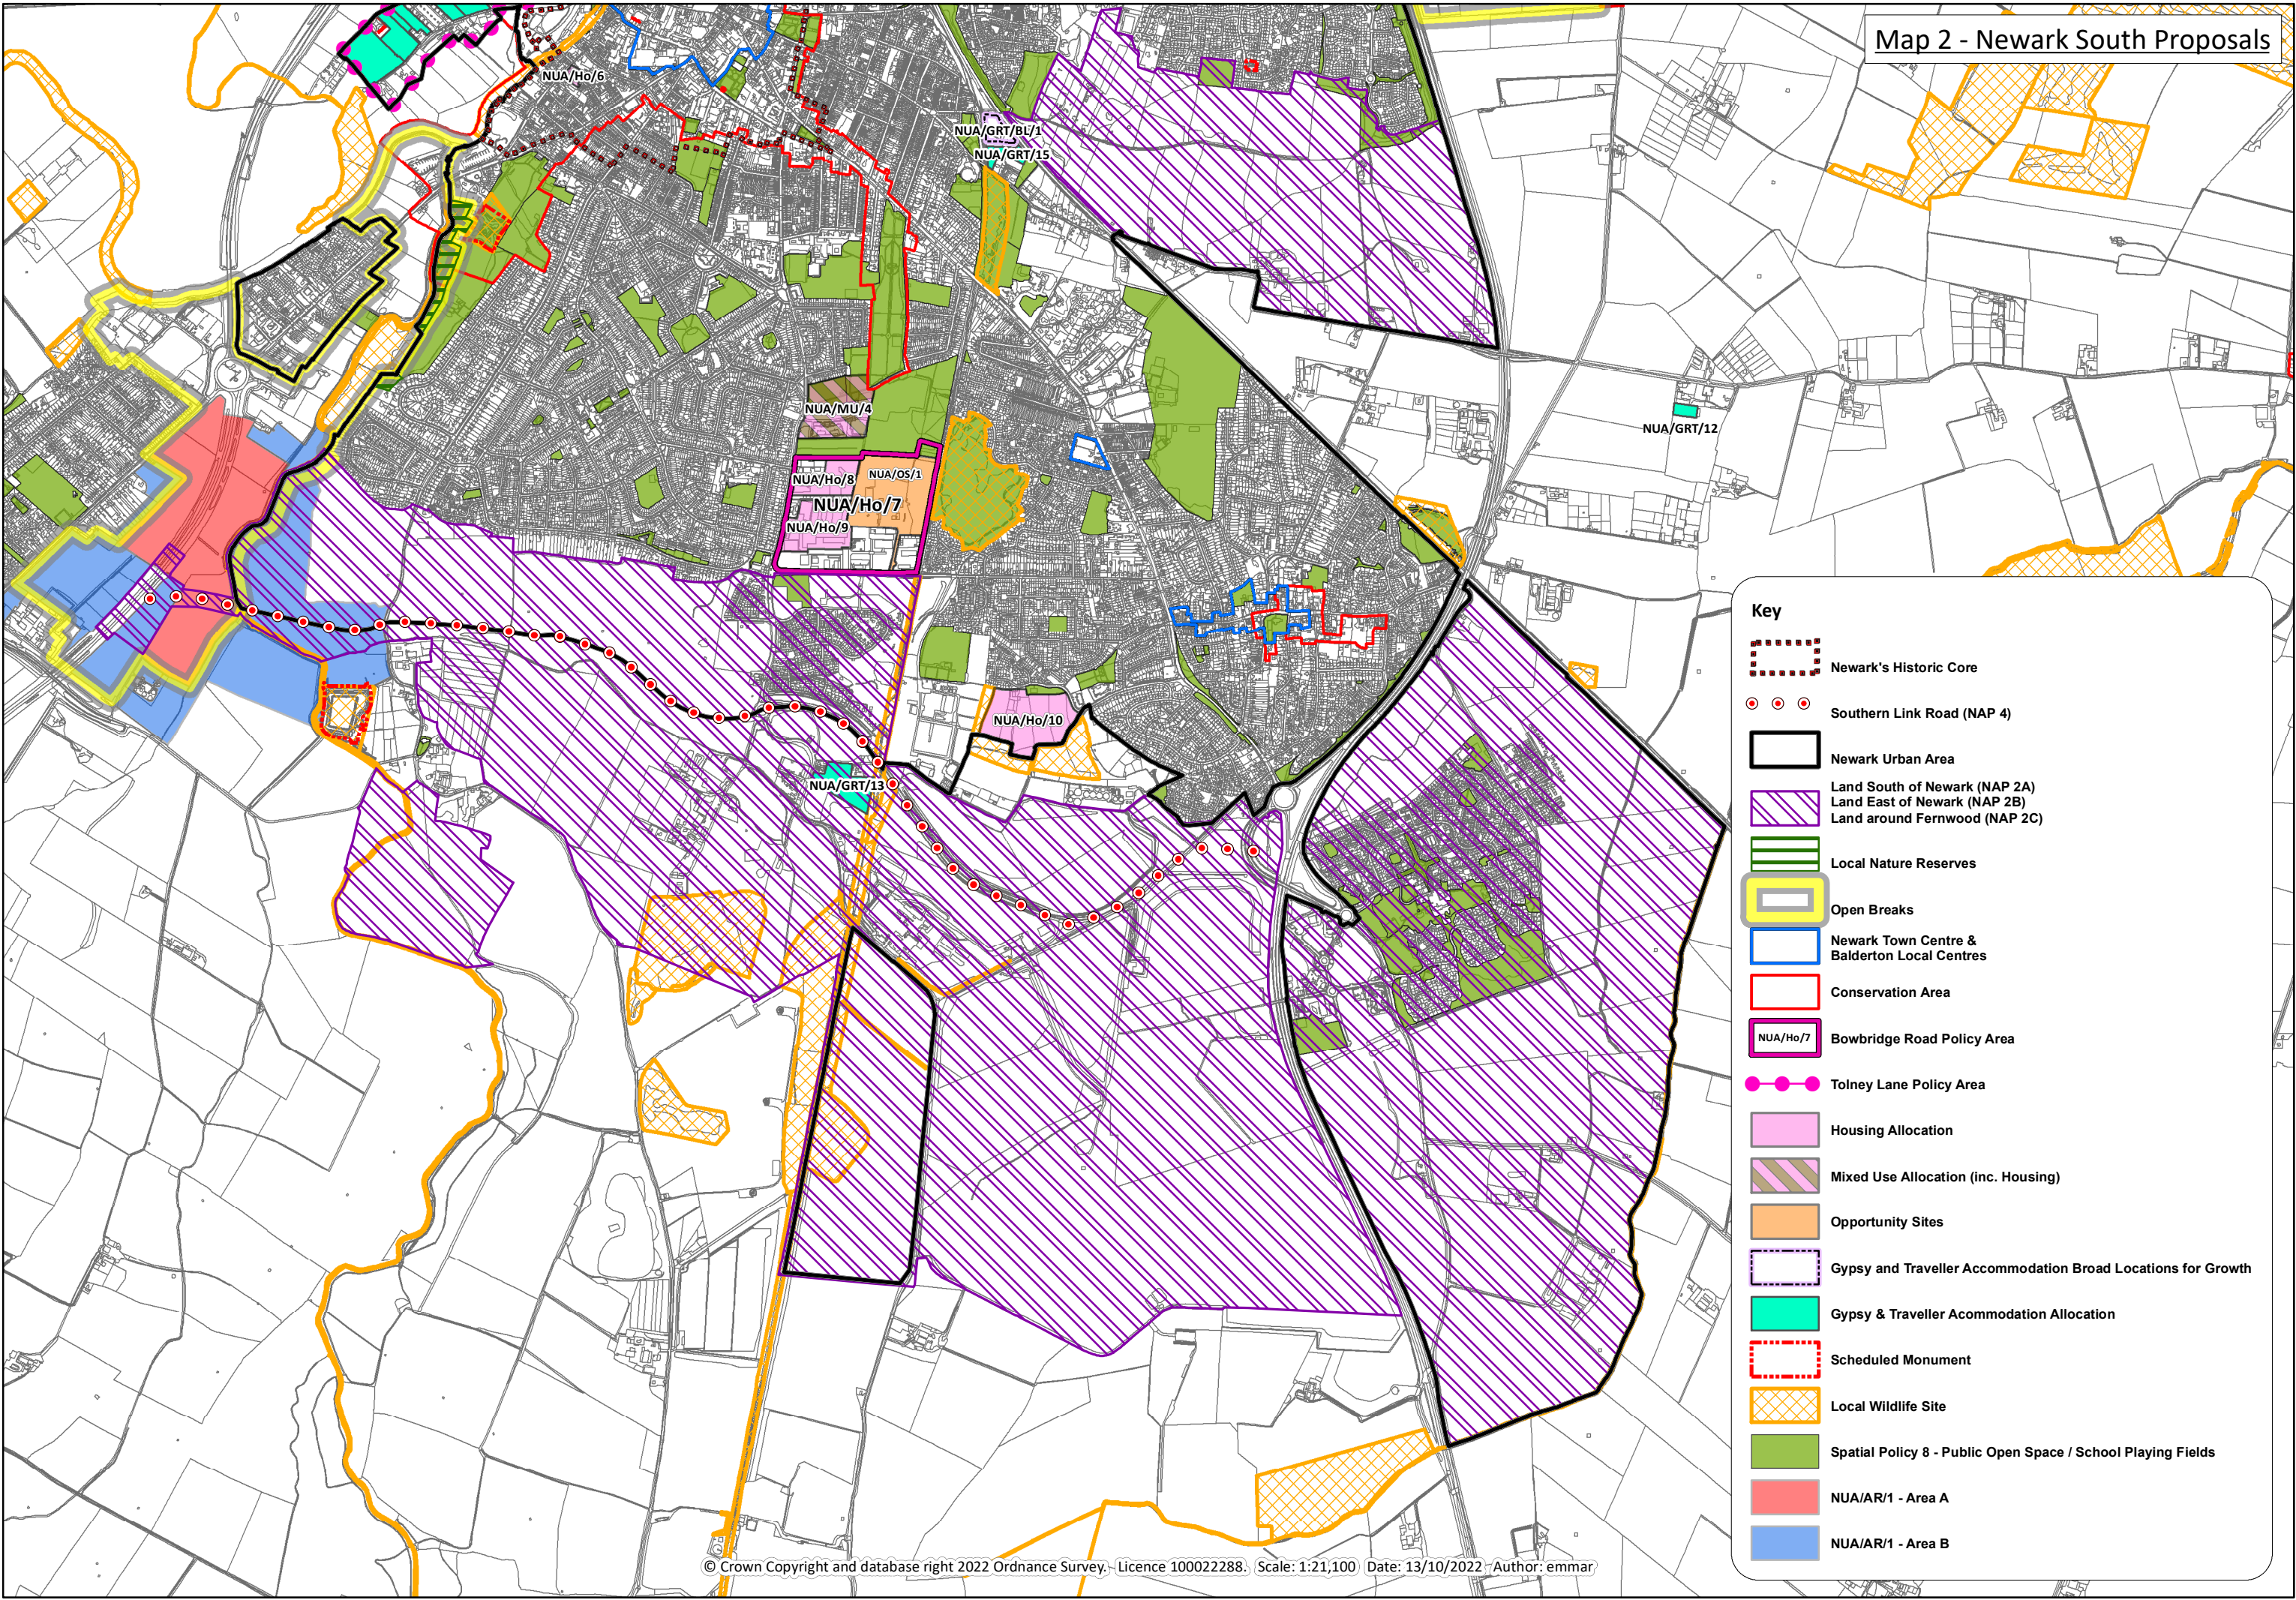 Map 2 - Newark South Proposals
NUA/Ho/6
NUA/GRT/BL/1
NUA/GRT/15
NUA/MU/4
NUA/GRT/12
NUA/Ho/8
NUA/OS/1
NUA/Ho/7
NUA/Ho/9
NUA/Ho/10
NUA/GRT/13
Key
Newark's Historic Core
Southern Link Road (NAP 4)
Newark Urban Area
Land South of Newark (NAP 2A)
Land East of Newark (NAP 2B)
Land around Fernwood (NAP 2C)
Local Nature Reserves
Open Breaks
Newark Town Centre &
Balderton Local Centres
Conservation Area
NUA/Ho/7 Bowbridge Road Policy Area
Tolney Lane Policy Area
Housing Allocation
Mixed Use Allocation (inc. Housing)
Opportunity Sites
Gypsy and Traveller Accommodation Broad Locations for Growth
Gypsy & Traveller Acommodation Allocation
Scheduled Monument
Local Wildlife Site
Spatial Policy 8 - Public Open Space / School Playing Fields
NUA/AR/1 - Area A
NUA/AR/1 - Area B
© Crown Copyright and database right 2022 Ordnance Survey. Licence 100022288. Scale: 1:21,100 Date: 13/10/2022 Author: emmar